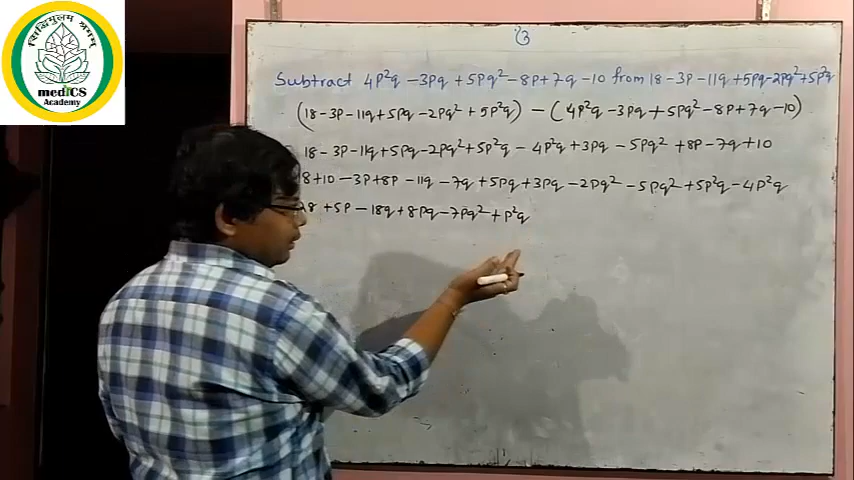 सिद्धिमूलम् श्रमम्
medICS
Academy
③
Subtract 4p²q - 3pq + 5pq² - 8p + 7q - 10 from 18 - 3p - 11q + 5pq - 2pq² + 5p²q
(18 - 3p - 11q + 5pq - 2pq² + 5p²q) - (4p²q - 3pq + 5pq² - 8p + 7q - 10)
18 - 3p - 11q + 5pq - 2pq² + 5p²q - 4p²q + 3pq - 5pq² + 8p - 7q + 10
8 + 10 - 3p + 8p - 11q - 7q + 5pq + 3pq - 2pq² - 5pq² + 5p²q - 4p²q
8 + 5p - 18q + 8pq - 7pq² + p²q